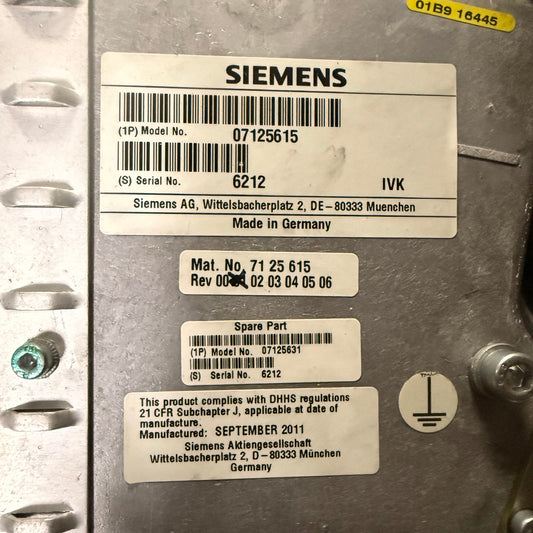 01B9 16445
SIEMENS
(1P) Model No. 07125615
(S) Serial No. 6212 IVK
Siemens AG, Wittelsbacherplatz 2, DE-80333 Muenchen
Made in Germany
Mat. No. 71 25 615
Rev 00 02 03 04 05 06
Spare Part
(1P) Model No. 07125631
(S) Serial No. 6212
This product complies with DHHS regulations
21 CFR Subchapter J, applicable at date of
manufacture.
Manufactured: SEPTEMBER 2011
Siemens Aktiengesellschaft
Wittelsbacherplatz 2, D-80333 München
Germany